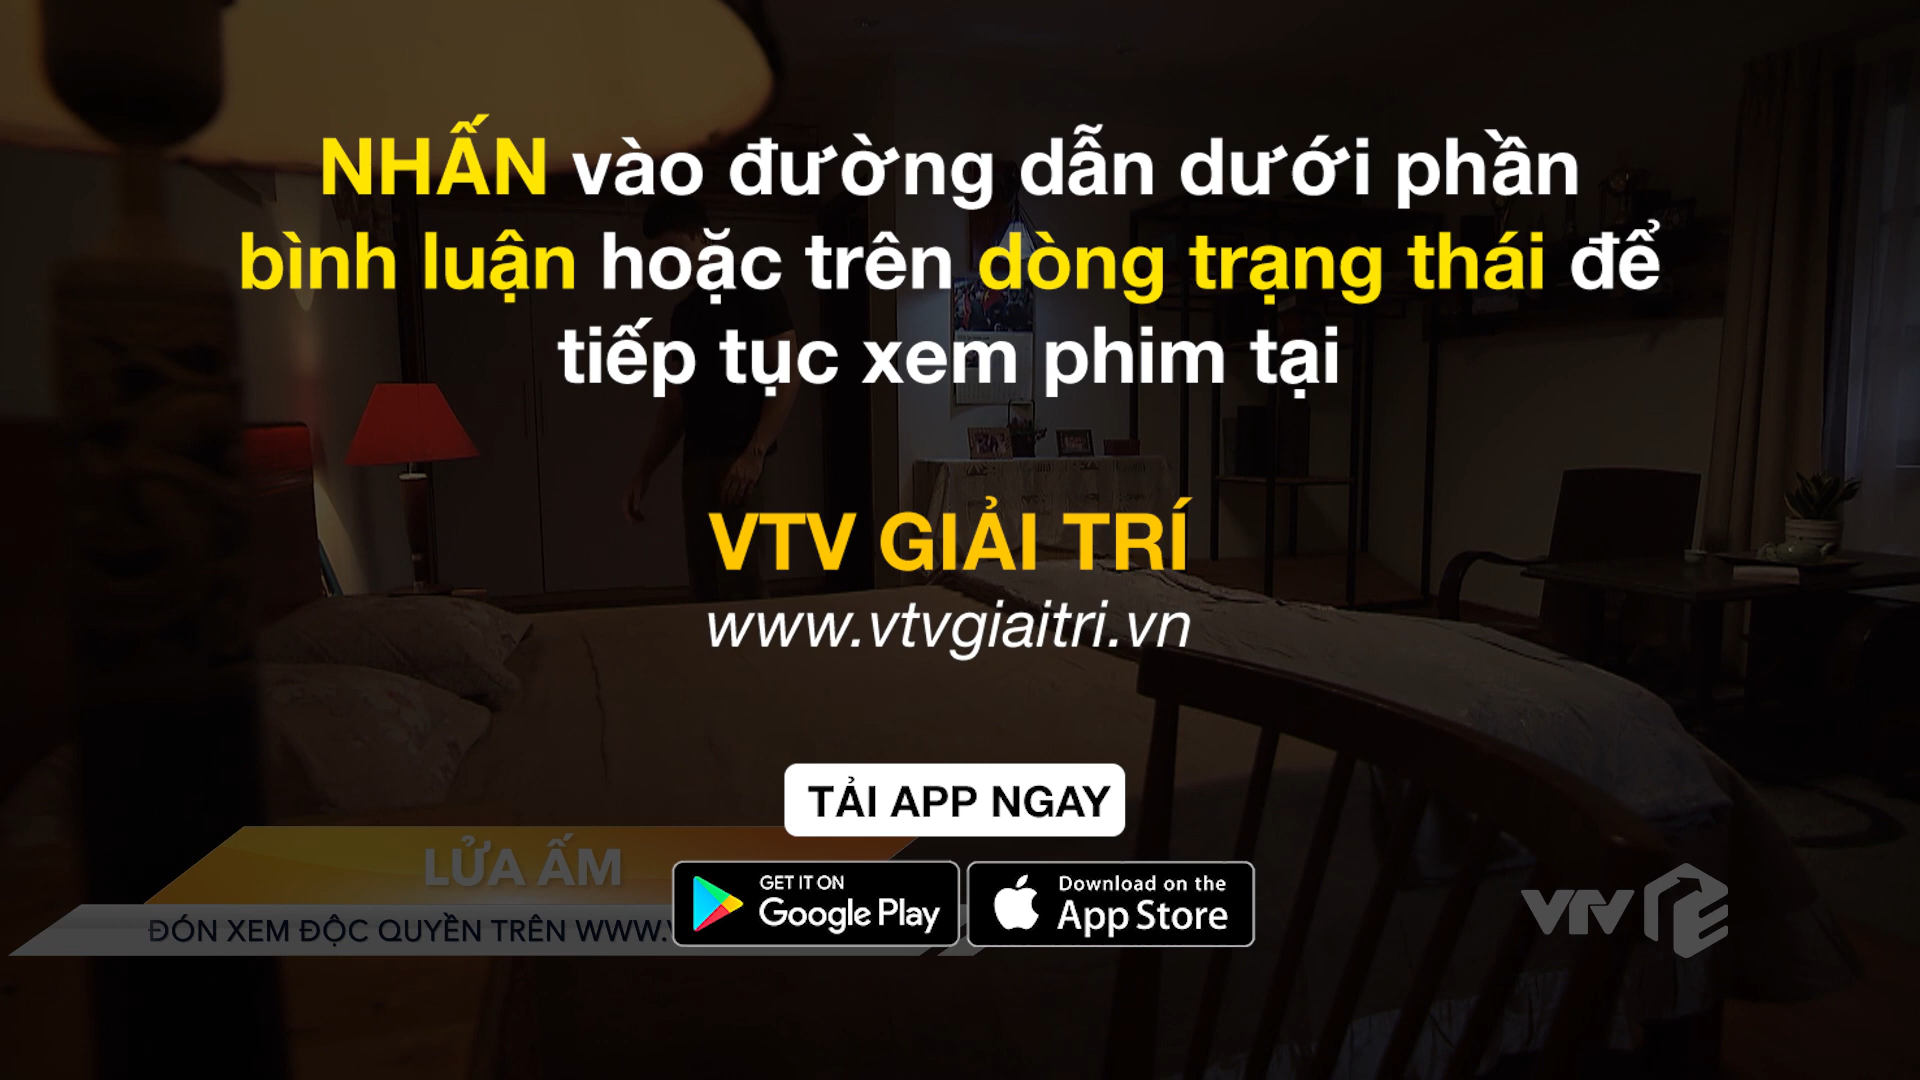 NHẤN vào đường dẫn dưới phần
bình luận hoặc trên dòng trạng thái để
tiếp tục xem phim tại
VTV GIẢI TRÍ
www.vtvgiaitri.vn
TẢI APP NGAY
LỬA ẤM
ĐÓN XEM ĐỘC QUYỀN TRÊN WWW.
GET IT ON
Google Play
Download on the
App Store
VTV